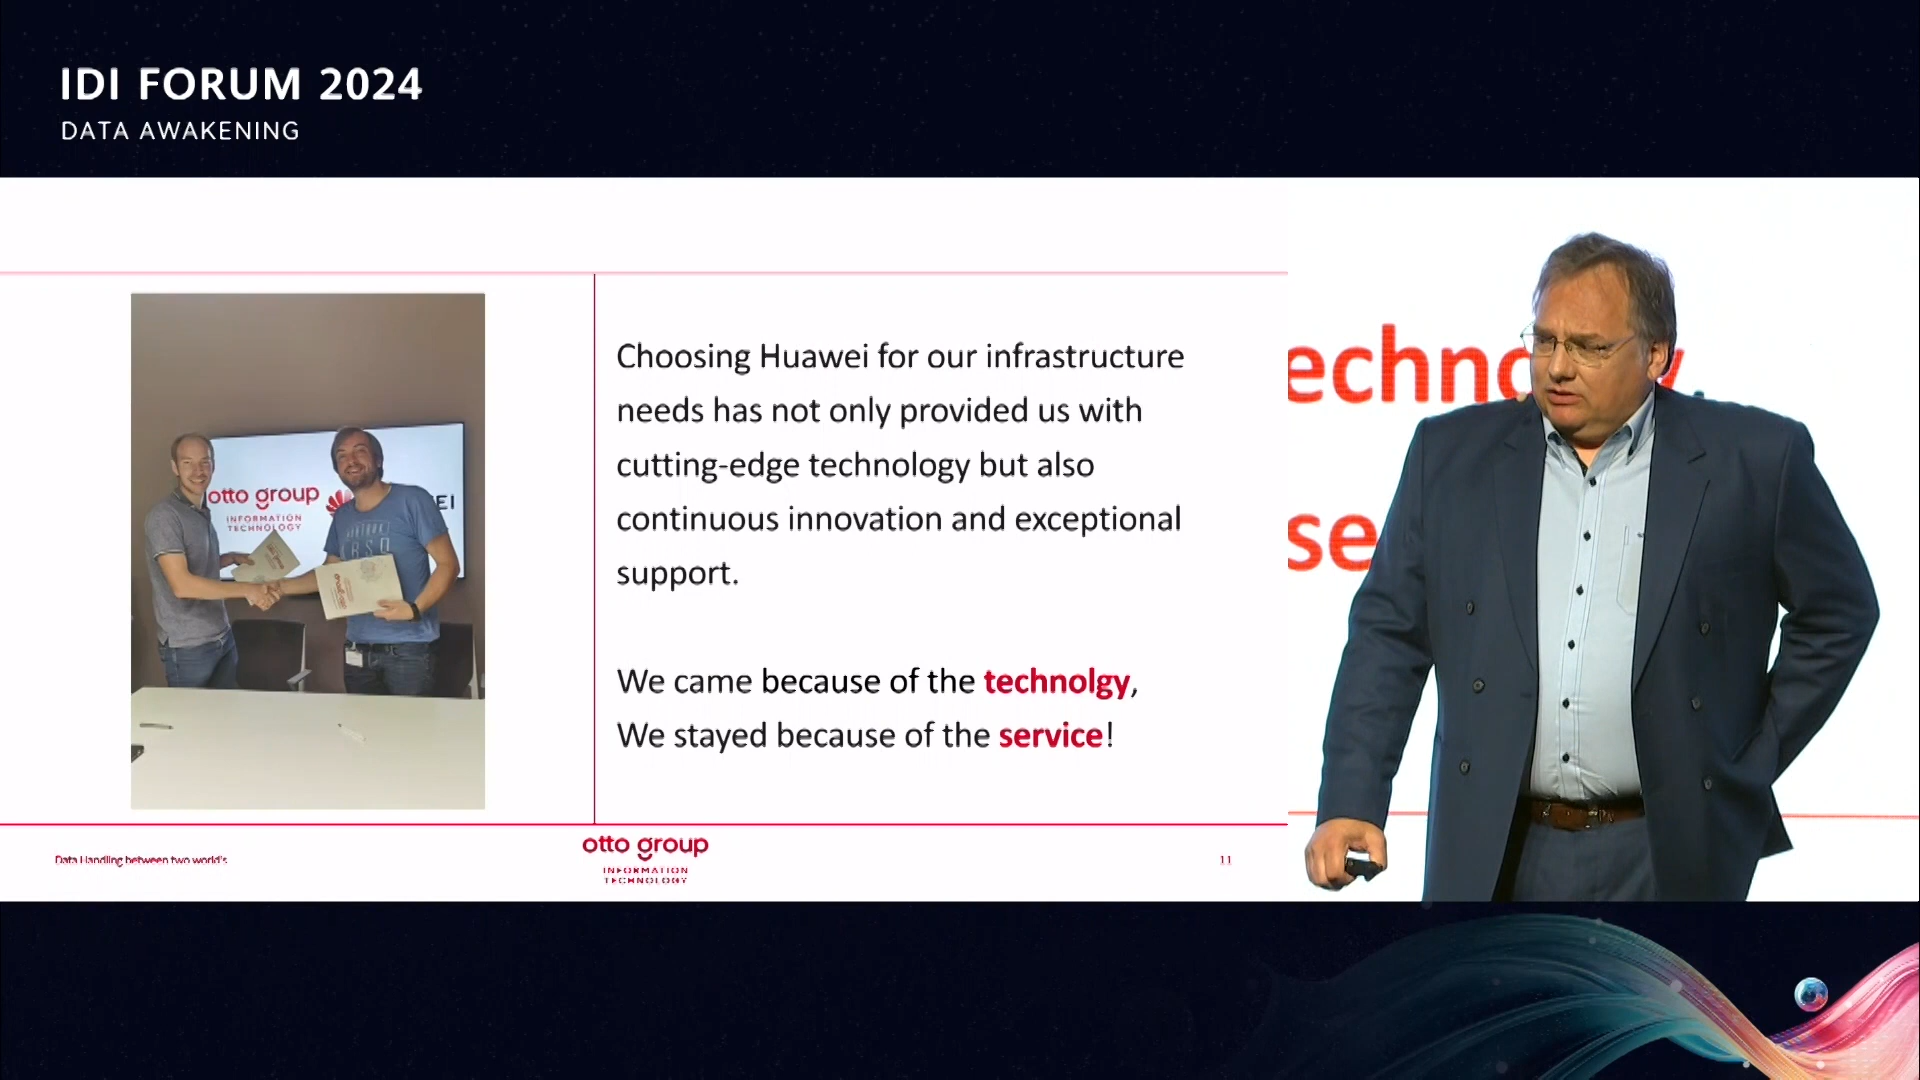 IDI FORUM 2024
DATA AWAKENING
otto group
INFORMATION
TECHNOLOGY
EI
Choosing Huawei for our infrastructure
needs has not only provided us with
cutting-edge technology but also
continuous innovation and exceptional
support.
We came because of the technolgy,
We stayed because of the service!
echno
y,
se
Data Handling between two world's
otto group
INFORMATION
TECHNOLOGY
11